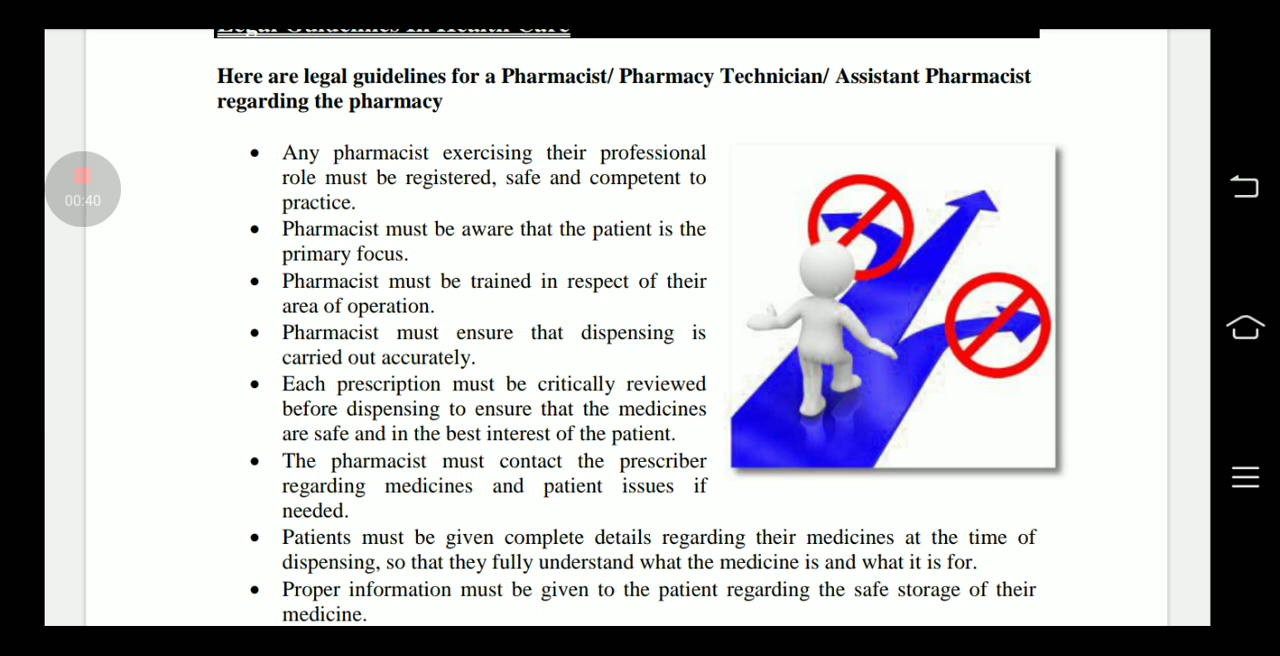 Legal Guidelines In Health Care
Here are legal guidelines for a Pharmacist/ Pharmacy Technician/ Assistant Pharmacist
regarding the pharmacy
• Any pharmacist exercising their professional
role must be registered, safe and competent to
practice.
• Pharmacist must be aware that the patient is the
primary focus.
• Pharmacist must be trained in respect of their
area of operation.
• Pharmacist must ensure that dispensing is
carried out accurately.
• Each prescription must be critically reviewed
before dispensing to ensure that the medicines
are safe and in the best interest of the patient.
• The pharmacist must contact the prescriber
regarding medicines and patient issues if
needed.
• Patients must be given complete details regarding their medicines at the time of
dispensing, so that they fully understand what the medicine is and what it is for.
• Proper information must be given to the patient regarding the safe storage of their
medicine.
00:40